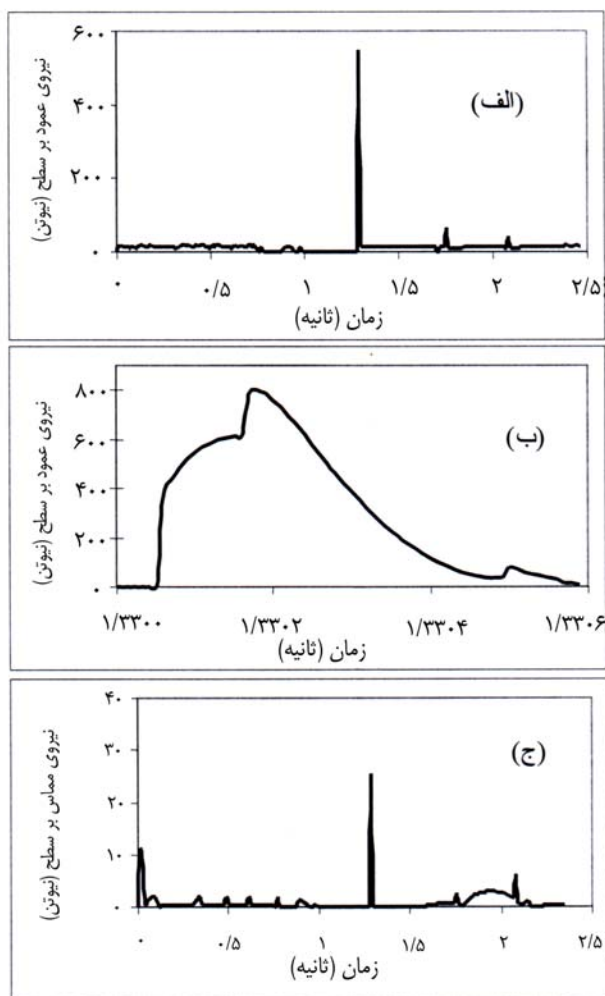 نیروی عمود بر سطح (نیوتن)
۶۰۰
۴۰۰
۲۰۰
۰
(الف)
۰ ۰/۵ ۱ ۱/۵ ۲ ۲/۵
زمان (ثانیه)
نیروی عمود بر سطح (نیوتن)
۸۰۰
۶۰۰
۴۰۰
۲۰۰
۰
(ب)
۱/۳۳۰۰ ۱/۳۳۰۲ ۱/۳۳۰۴ ۱/۳۳۰۶
زمان (ثانیه)
نیروی مماس بر سطح (نیوتن)
۴۰
۳۰
۲۰
۱۰
۰
(ج)
۰ ۰/۵ ۱ ۱/۵ ۲ ۲/۵
زمان (ثانیه)